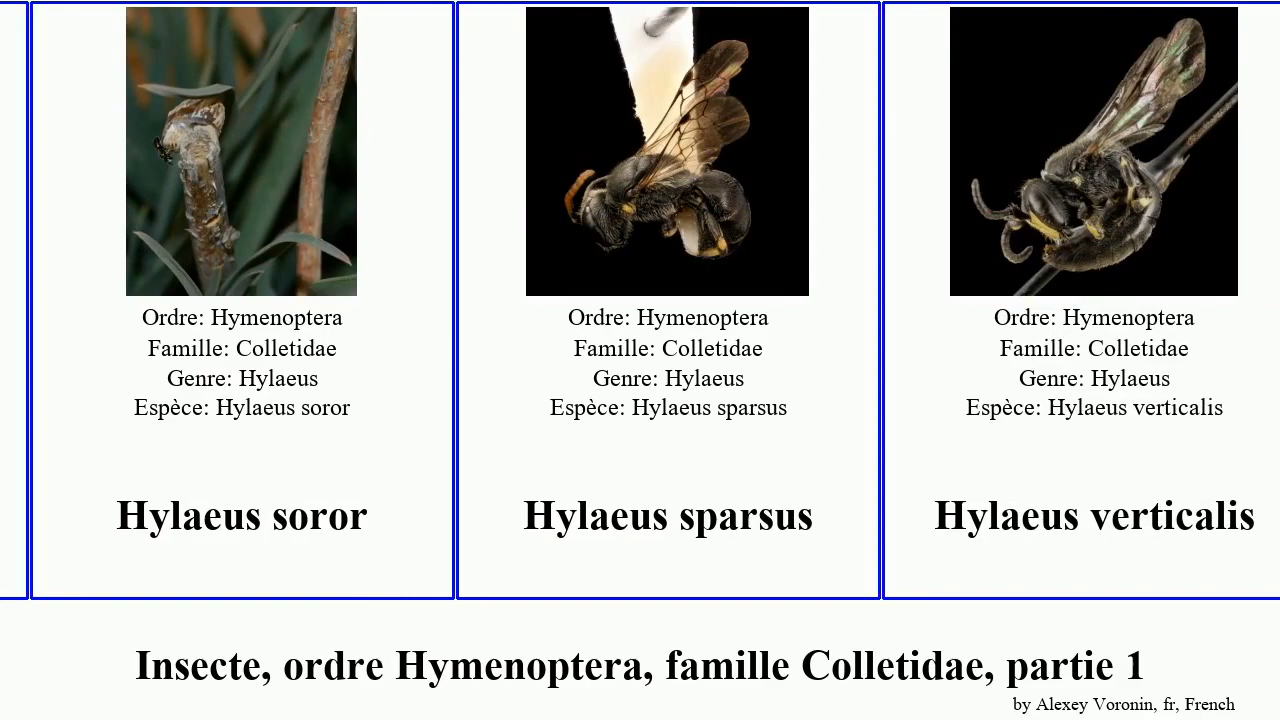 Ordre: Hymenoptera
Famille: Colletidae
Genre: Hylaeus
Espèce: Hylaeus soror
Hylaeus soror
Ordre: Hymenoptera
Famille: Colletidae
Genre: Hylaeus
Espèce: Hylaeus sparsus
Hylaeus sparsus
Ordre: Hymenoptera
Famille: Colletidae
Genre: Hylaeus
Espèce: Hylaeus verticalis
Hylaeus verticalis
Insecte, ordre Hymenoptera, famille Colletidae, partie 1
by Alexey Voronin, fr, French